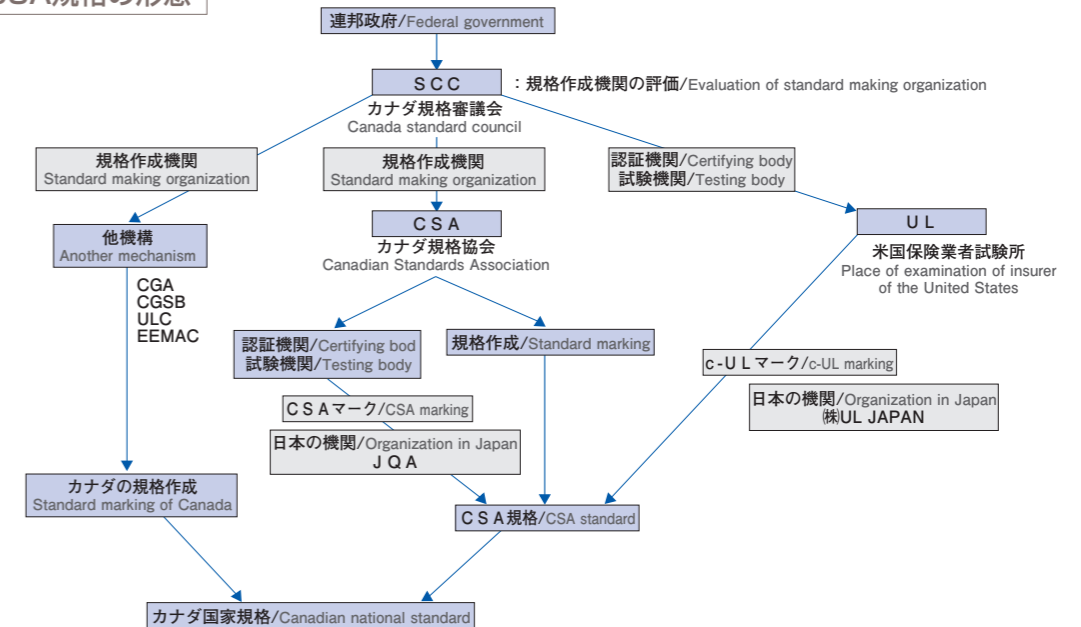 CSA規格の形態
連邦政府/Federal government
SCC
：規格作成機関の評価/Evaluation of standard making organization
カナダ規格審議会
Canada standard council
規格作成機関
Standard making organization
規格作成機関
Standard making organization
認証機関/Certifying body
試験機関/Testing body
他機構
Another mechanism
CSA
カナダ規格協会
Canadian Standards Association
UL
米国保険業者試験所
Place of examination of insurer
of the United States
CGA
CGSB
ULC
EEMAC
認証機関/Certifying bod
試験機関/Testing body
規格作成/Standard marking
c-ULマーク/c-UL marking
CSAマーク/CSA marking
日本の機関/Organization in Japan
㈱UL JAPAN
日本の機関/Organization in Japan
JQA
カナダの規格作成
Standard marking of Canada
CSA規格/CSA standard
カナダ国家規格/Canadian national standard